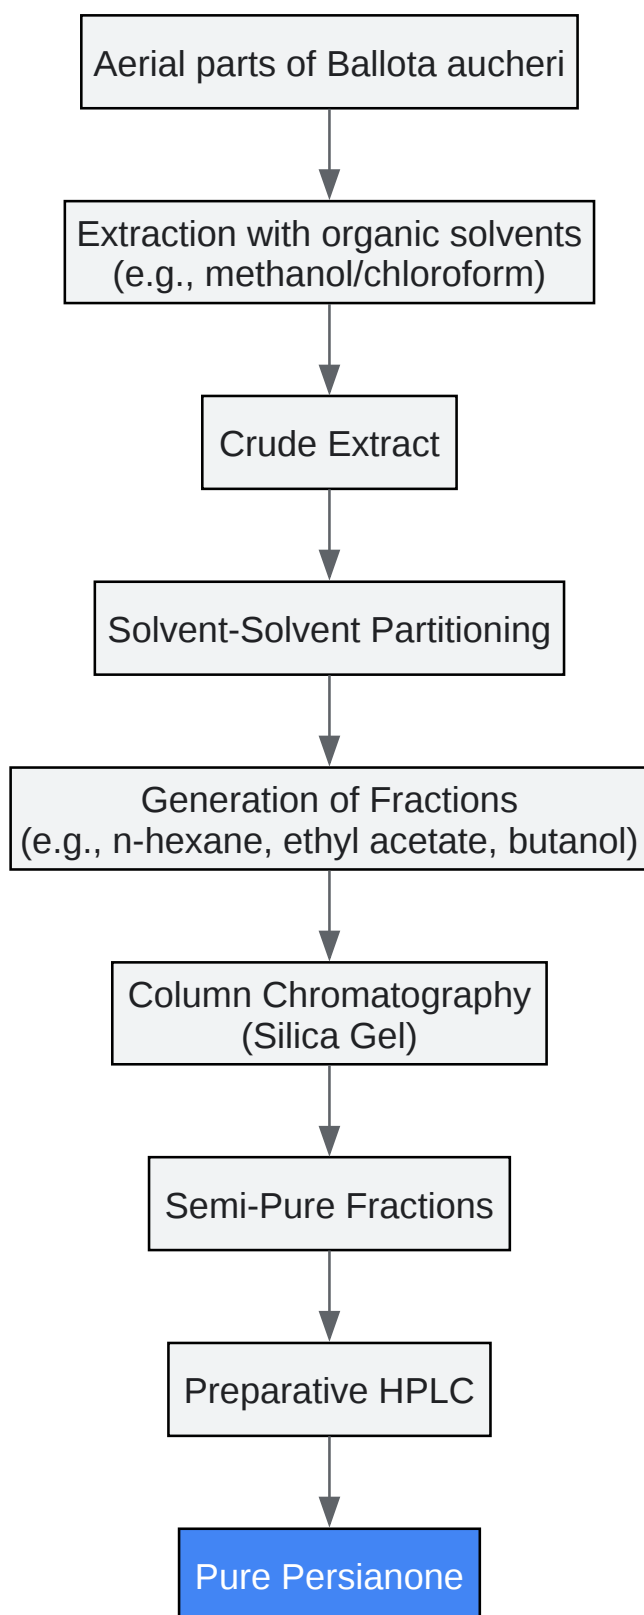 Aerial parts of Ballota aucheri
Extraction with organic solvents
(e.g., methanol/chloroform)
Crude Extract
Solvent-Solvent Partitioning
Generation of Fractions
(e.g., n-hexane, ethyl acetate, butanol)
Column Chromatography
(Silica Gel)
Semi-Pure Fractions
Preparative HPLC
Pure Persianone